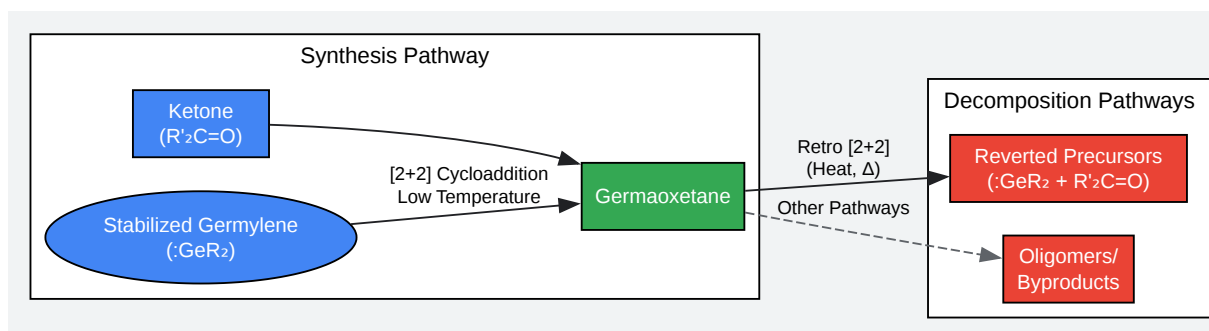 Synthesis Pathway
Ketone
(R'₂C=O)
[2+2] Cycloaddition
Low Temperature
Stabilized Germylene
(:GeR₂)
Germaoxetane
Retro [2+2]
(Heat, Δ)
Other Pathways
Decomposition Pathways
Reverted Precursors
(:GeR₂ + R'₂C=O)
Oligomers/
Byproducts